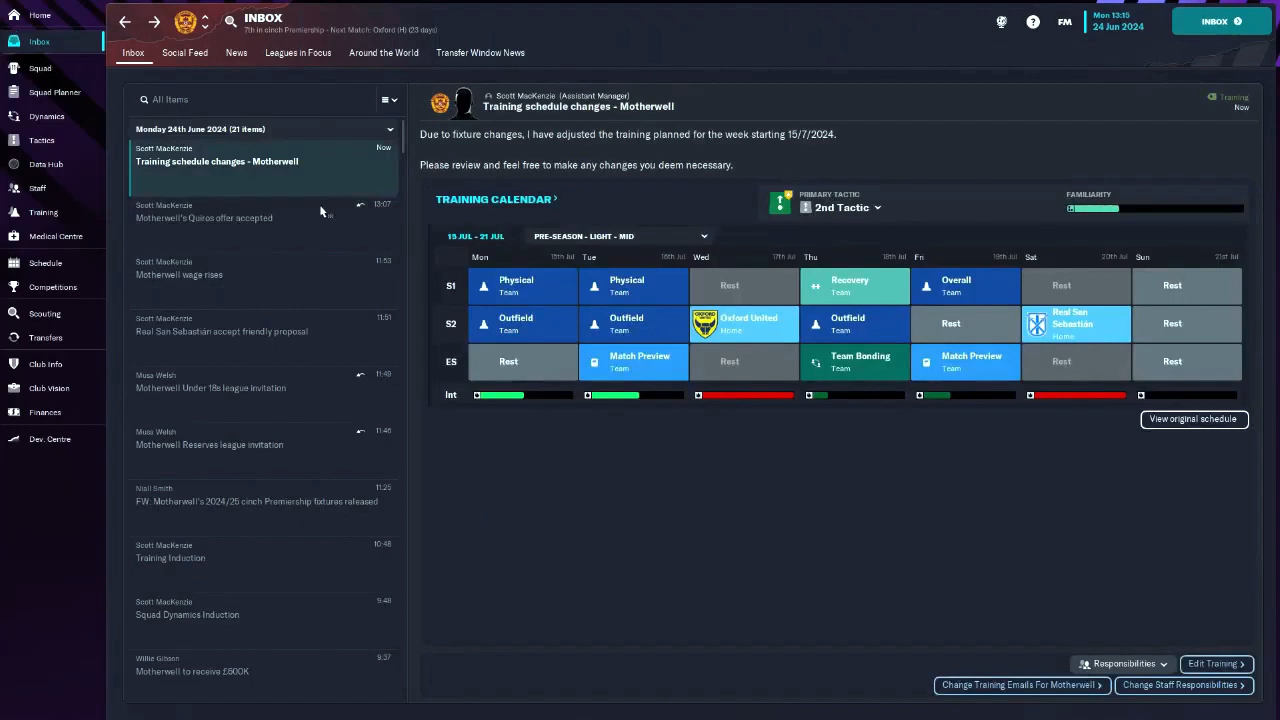 Home
INBOX
7th in cinch Premiership - Next Match: Oxford (H) (23 days)
FM
Mon 13:15
24 Jun 2024
INBOX
Inbox
Social Feed
News
Leagues in Focus
Around the World
Transfer Window News
Inbox
Squad
Squad Planner
Dynamics
Tactics
Data Hub
Staff
Training
Medical Centre
Schedule
Competitions
Scouting
Transfers
Club Info
Club Vision
Finances
Dev. Centre
All Items
Monday 24th June 2024 (21 items)
Scott MacKenzie Now
Training schedule changes - Motherwell
Scott MacKenzie 13:07
Motherwell's Quiros offer accepted
Scott MacKenzie 11:53
Motherwell wage rises
Scott MacKenzie 11:51
Real San Sebastián accept friendly proposal
Musa Welsh 11:49
Motherwell Under 18s league invitation
Musa Welsh 11:46
Motherwell Reserves league invitation
Niall Smith 11:25
FW: Motherwell's 2024/25 cinch Premiership fixtures released
Scott MacKenzie 10:48
Training Induction
Scott MacKenzie 9:48
Squad Dynamics Induction
Willie Gibson 9:37
Motherwell to receive £600K
Scott MacKenzie (Assistant Manager)
Training schedule changes - Motherwell
Training
Now
Due to fixture changes, I have adjusted the training planned for the week starting 15/7/2024.
Please review and feel free to make any changes you deem necessary.
TRAINING CALENDAR
PRIMARY TACTIC
2nd Tactic
FAMILIARITY
15 JUL - 21 JUL
PRE-SEASON - LIGHT - MID
Mon 15th Jul Tue 16th Jul Wed 17th Jul Thu 18th Jul Fri 19th Jul Sat 20th Jul Sun 21st Jul
S1 Physical Team Physical Team Rest Recovery Team Overall Team Rest Rest
S2 Outfield Team Outfield Team Oxford United Home Outfield Team Rest Real San Sebastián Home Rest
ES Rest Match Preview Team Rest Team Bonding Team Match Preview Team Rest Rest
Int
View original schedule
Responsibilities
Edit Training
Change Training Emails For Motherwell
Change Staff Responsibilities